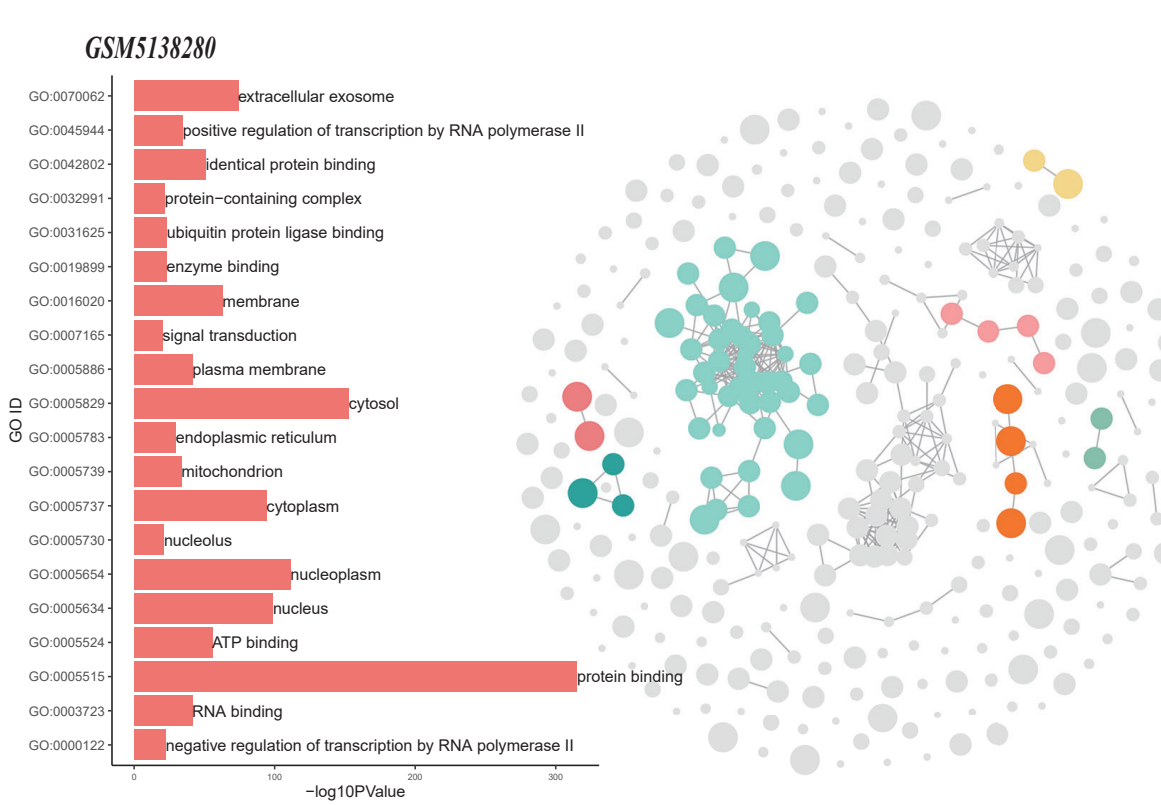 GSM5138280
GO:0070062 extracellular exosome
GO:0045944 positive regulation of transcription by RNA polymerase II
GO:0042802 identical protein binding
GO:0032991 protein−containing complex
GO:0031625 ubiquitin protein ligase binding
GO:0019899 enzyme binding
GO:0016020 membrane
GO:0007165 signal transduction
GO:0005886 plasma membrane
GO:0005829 cytosol
GO:0005783 endoplasmic reticulum
GO:0005739 mitochondrion
GO:0005737 cytoplasm
GO:0005730 nucleolus
GO:0005654 nucleoplasm
GO:0005634 nucleus
GO:0005524 ATP binding
GO:0005515 protein binding
GO:0003723 RNA binding
GO:0000122 negative regulation of transcription by RNA polymerase II
GO ID
0 100 200 300
−log10PValue